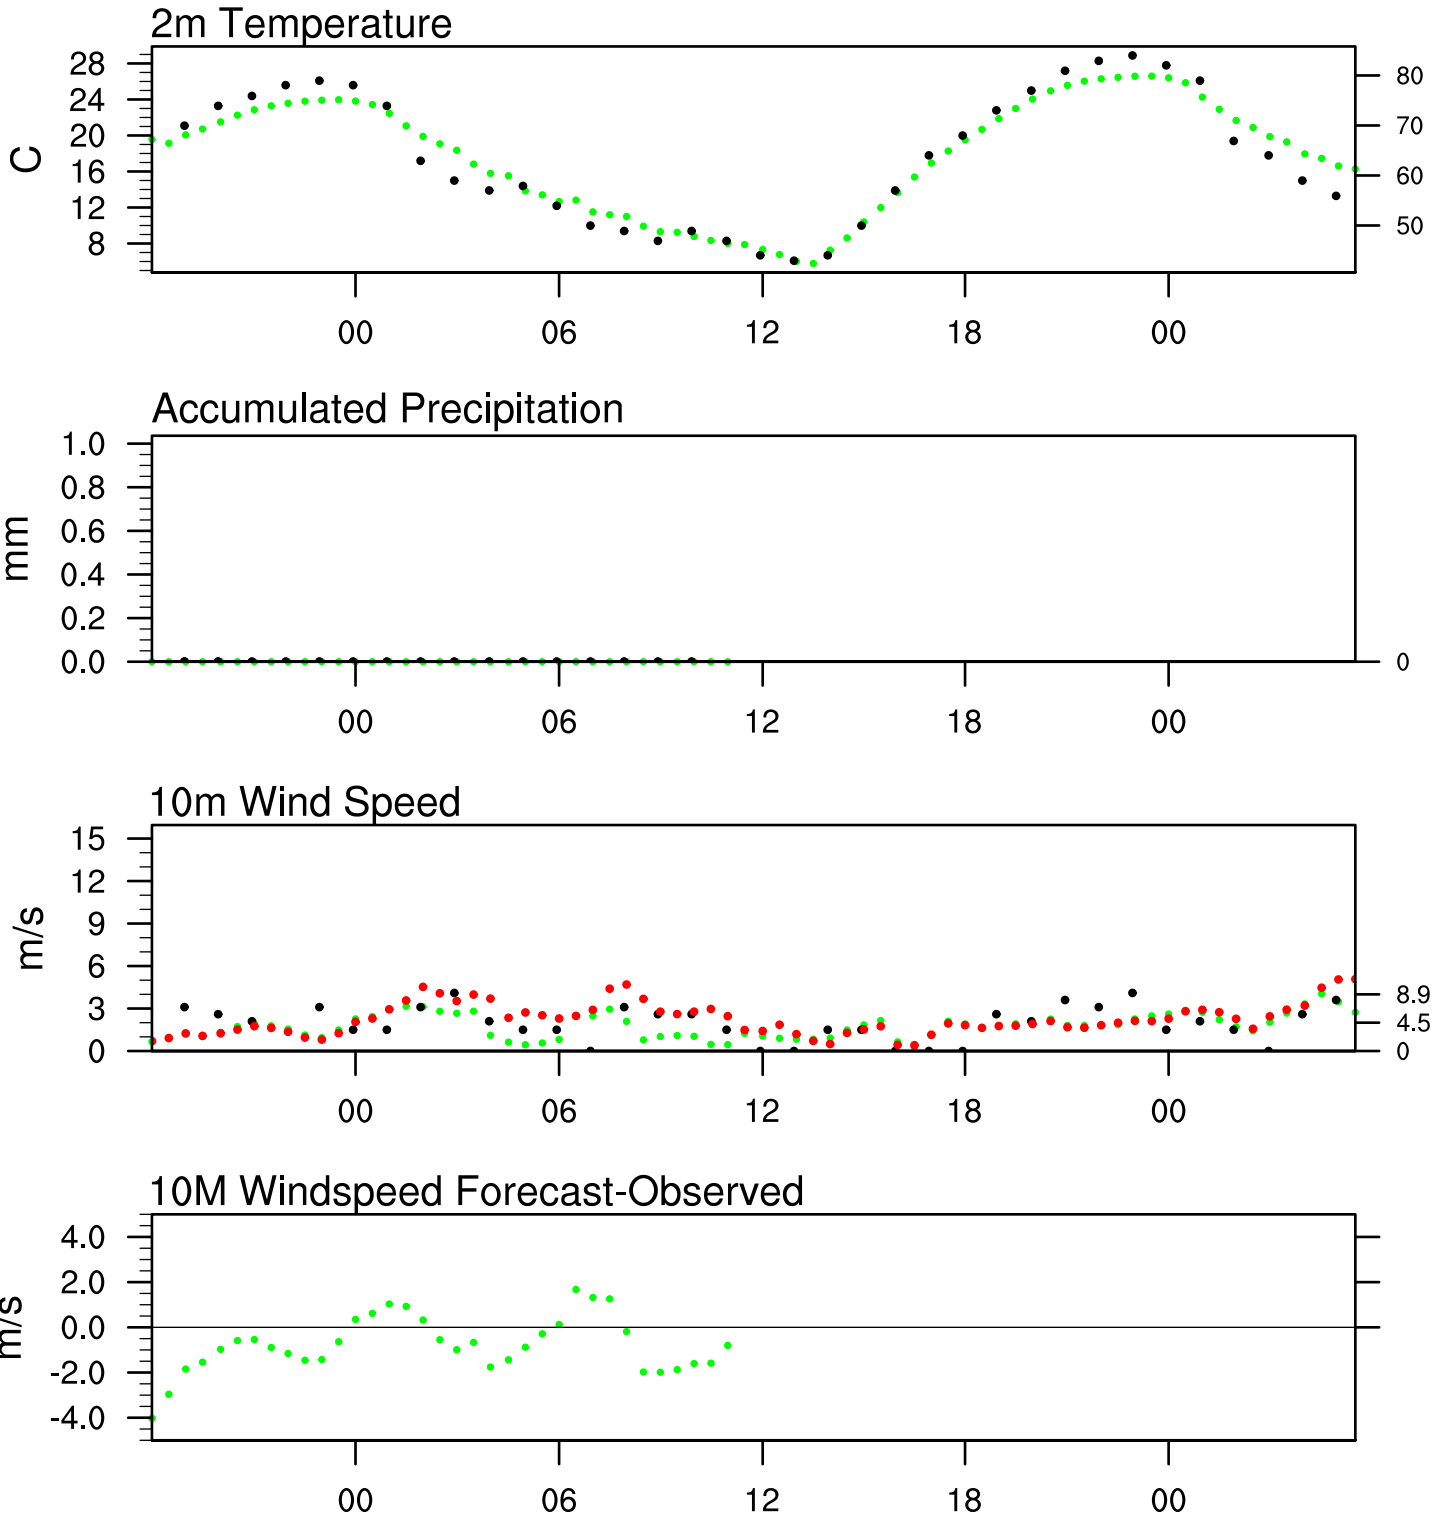 2m Temperature
28
24
20
16
12
8
C
80
70
60
50
00 06 12 18 00
Accumulated Precipitation
1.0
0.8
0.6
0.4
0.2
0.0
mm
0
00 06 12 18 00
10m Wind Speed
15
12
9
6
3
0
m/s
8.9
4.5
0
00 06 12 18 00
10M Windspeed Forecast-Observed
4.0
2.0
0.0
-2.0
-4.0
m/s
00 06 12 18 00